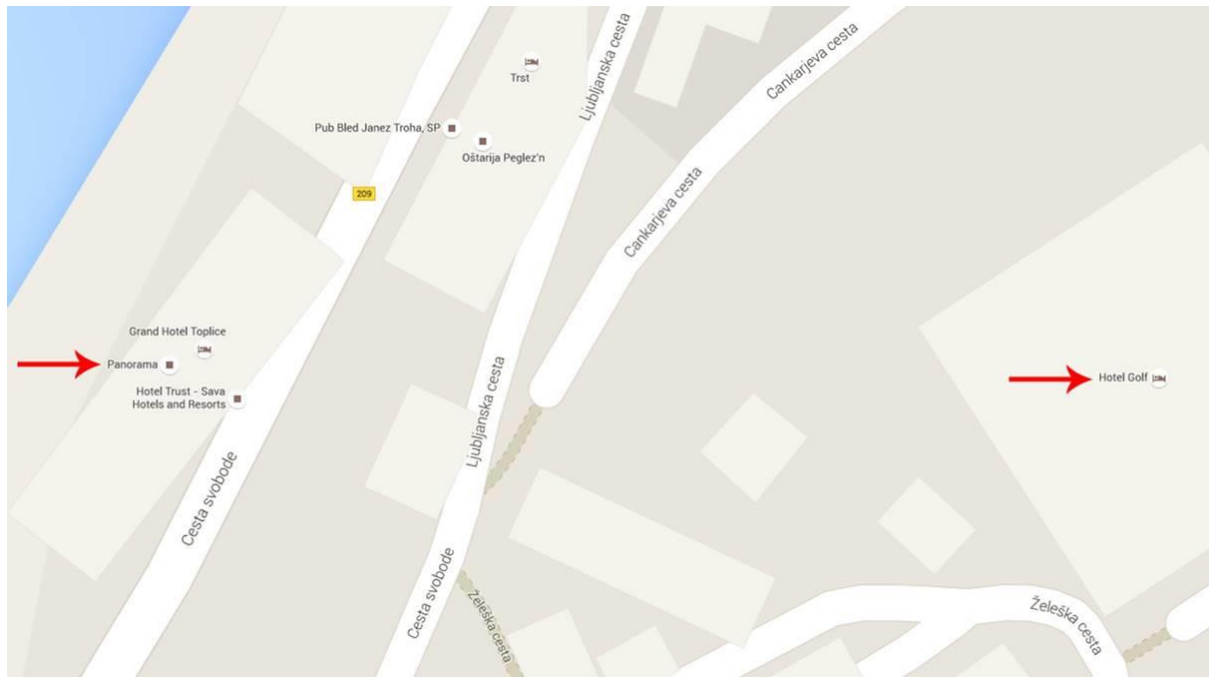 Ljubljanska cesta
Cankarjeva cesta
Trst
Pub Bled Janez Troha, SP
Oštarija Peglez'n
209
Cankarjeva cesta
Grand Hotel Toplice
Panorama
Hotel Trust - Sava
Hotels and Resorts
Hotel Golf
Ljubljanska cesta
Cesta svobode
Cesta svobode
Želeška cesta
Želeška cesta